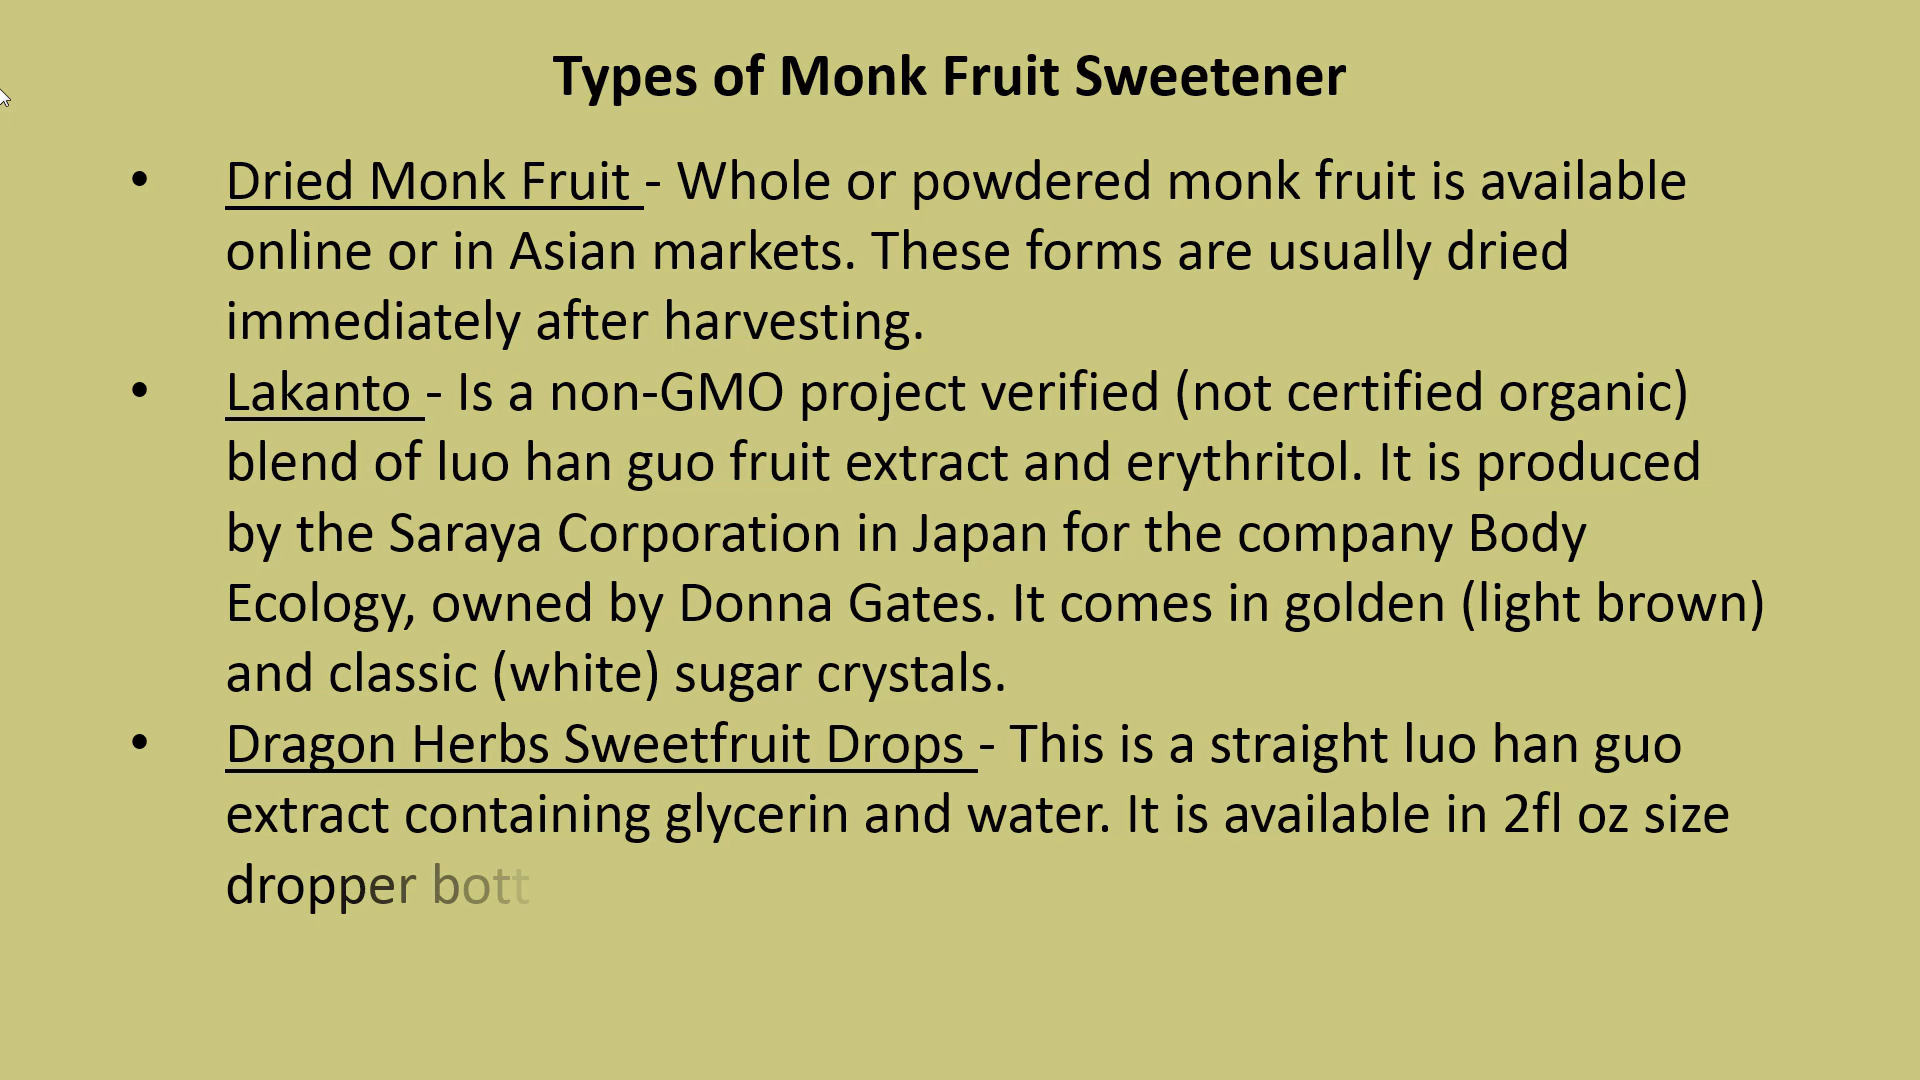 Types of Monk Fruit Sweetener
• Dried Monk Fruit - Whole or powdered monk fruit is available
online or in Asian markets. These forms are usually dried
immediately after harvesting.
• Lakanto - Is a non-GMO project verified (not certified organic)
blend of luo han guo fruit extract and erythritol. It is produced
by the Saraya Corporation in Japan for the company Body
Ecology, owned by Donna Gates. It comes in golden (light brown)
and classic (white) sugar crystals.
• Dragon Herbs Sweetfruit Drops - This is a straight luo han guo
extract containing glycerin and water. It is available in 2fl oz size
dropper bott